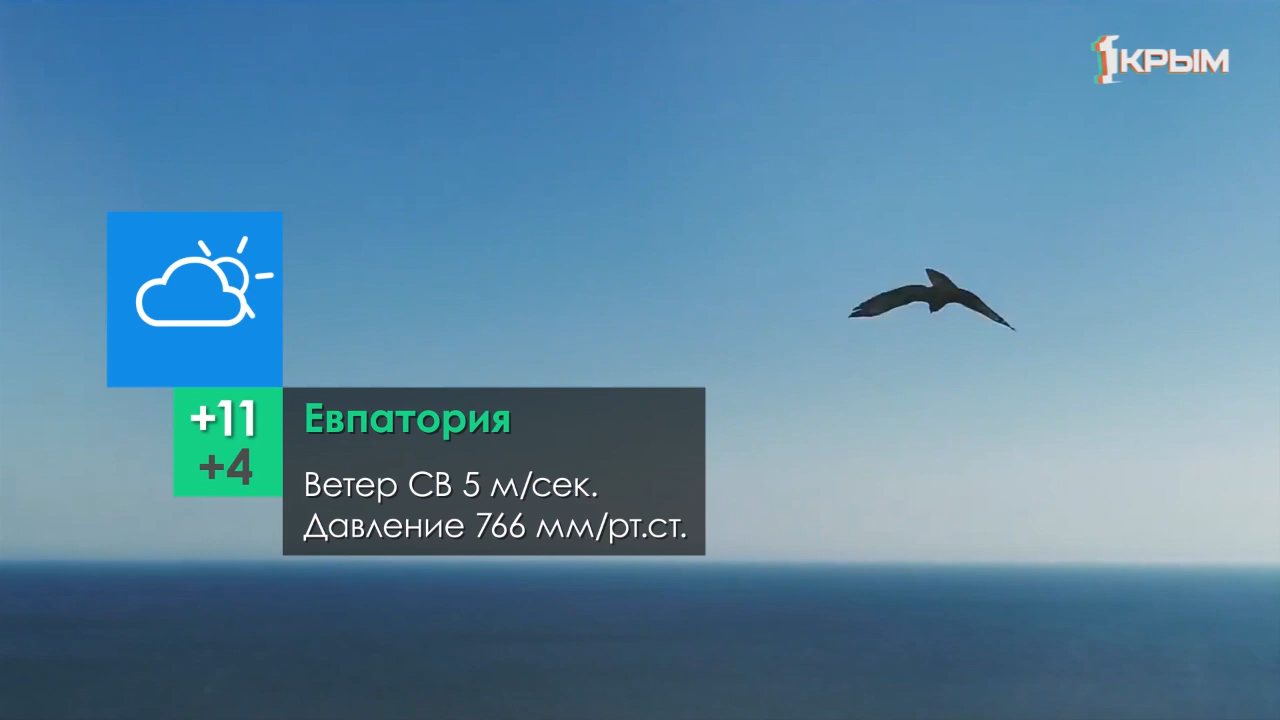 1КРЫМ
+11
+4
Евпатория
Ветер СВ 5 м/сек.
Давление 766 мм/рт.ст.